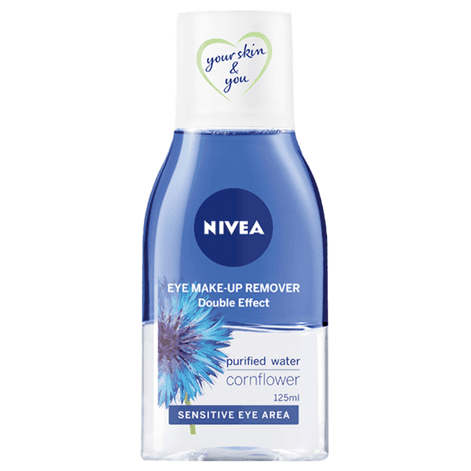 your skin
&
you
NIVEA
EYE MAKE-UP REMOVER
Double Effect
purified water
cornflower
125ml
SENSITIVE EYE AREA